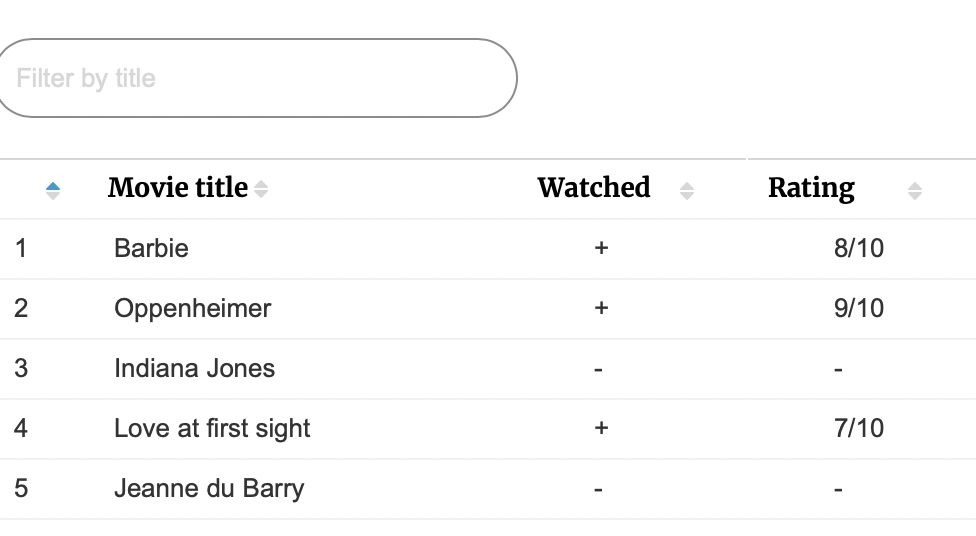 Filter by title
Movie title Watched Rating
1 Barbie + 8/10
2 Oppenheimer + 9/10
3 Indiana Jones - -
4 Love at first sight + 7/10
5 Jeanne du Barry - -